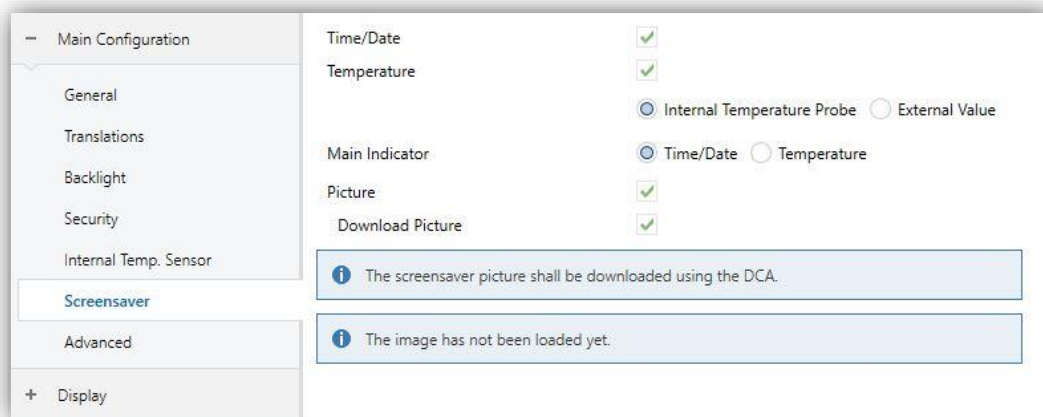 Main Configuration
General
Translations
Backlight
Security
Internal Temp. Sensor
Screensaver
Advanced
Display
Time/Date
Temperature
Internal Temperature Probe External Value
Main Indicator Time/Date Temperature
Picture
Download Picture
The screensaver picture shall be downloaded using the DCA.
The image has not been loaded yet.